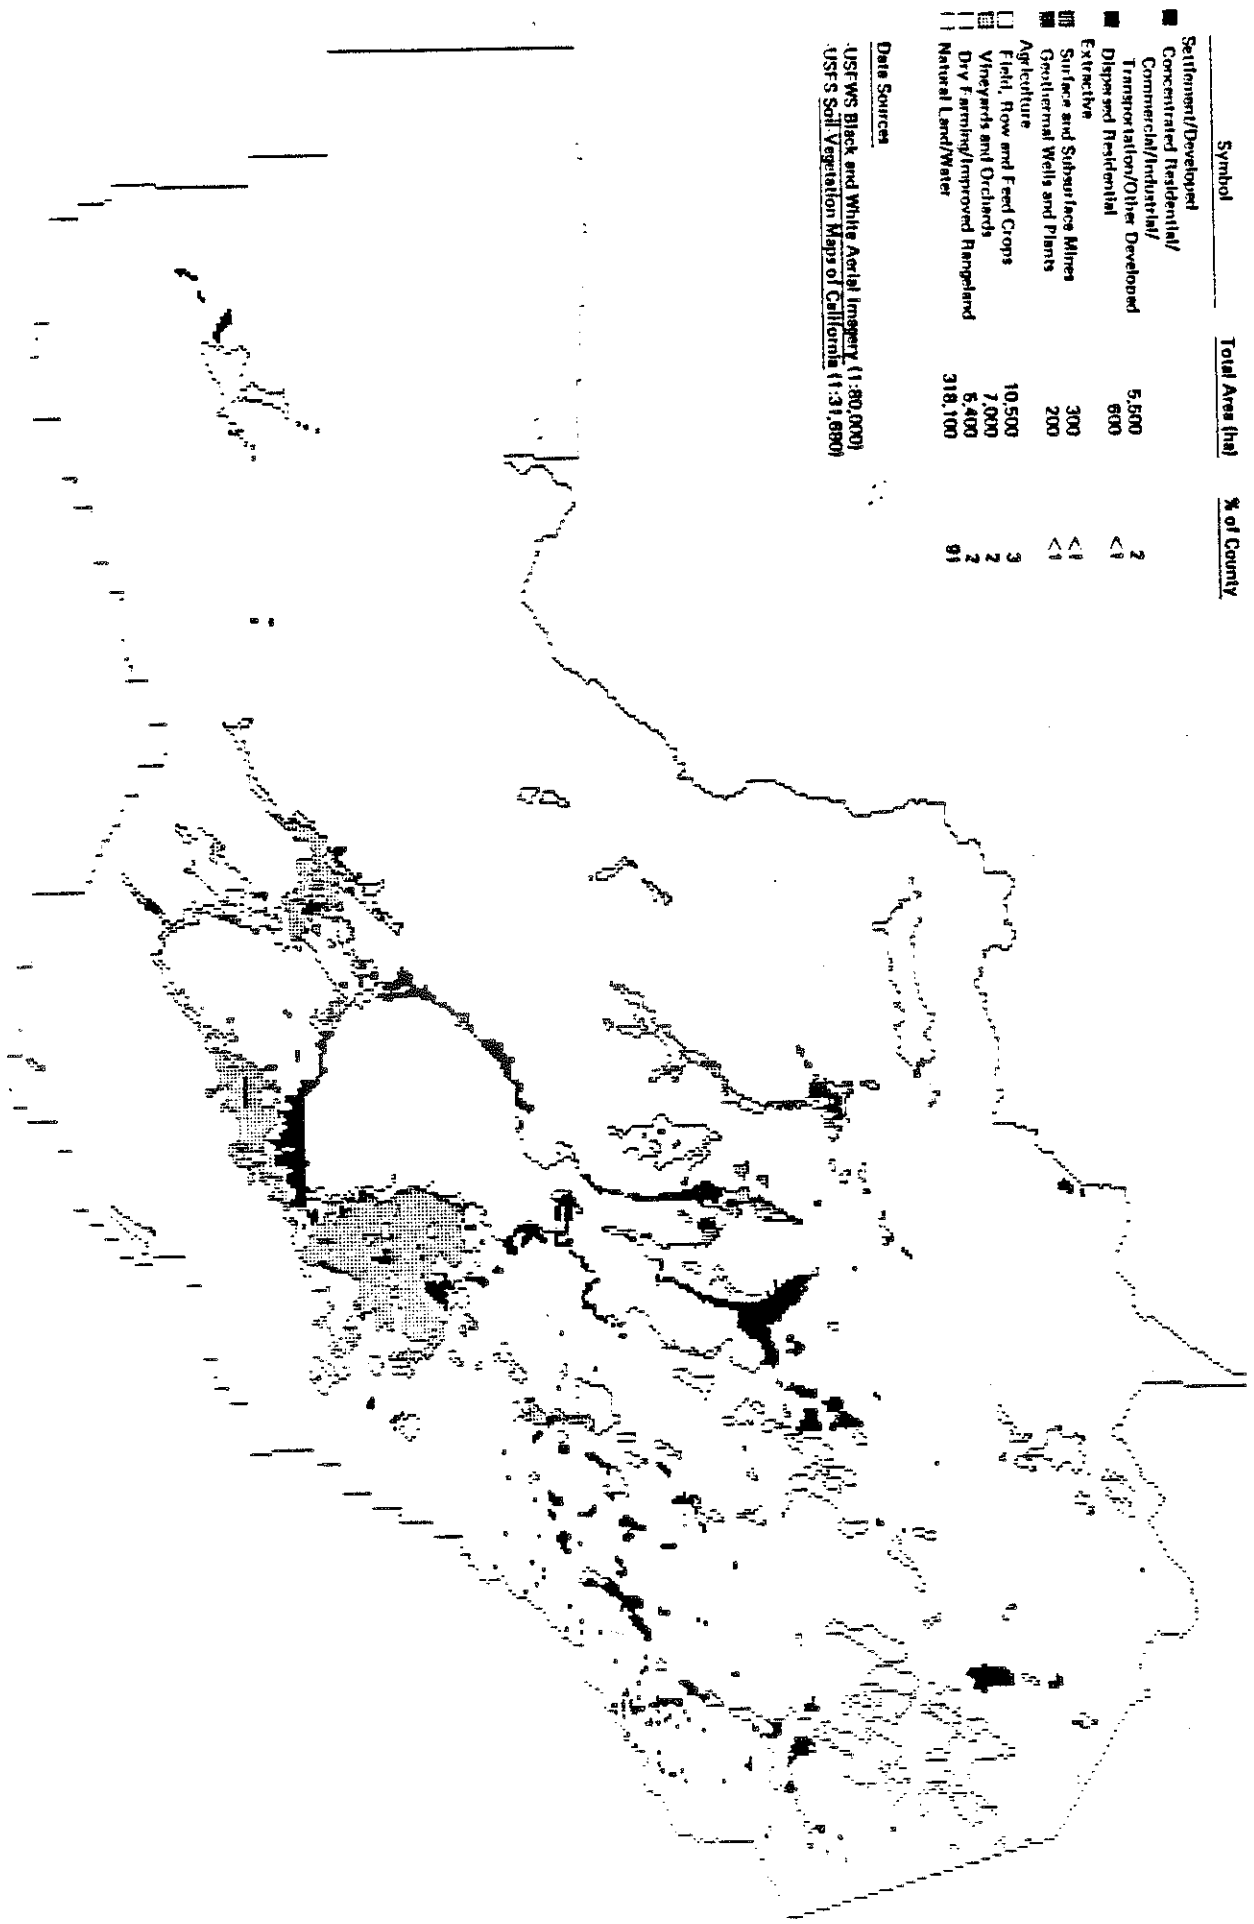 Symbol Total Area (ha) % of County
Settlement/Developed
Concentrated Residential/
Commercial/Industrial/
Transportation/Other Developed 5,500 2
Dispersed Residential 600 <1
Extractive
Surface and Subsurface Mines 300 <1
Geothermal Wells and Plants 200 <1
Agriculture
Field, Row and Feed Crops 10,500 3
Vineyards and Orchards 7,000 2
Dry Farming/Improved Rangeland 5,400 2
Natural Land/Water 318,100 91
Data Sources
-USFWS Black and White Aerial Imagery (1:80,000)
-USFS Soil-Vegetation Maps of California (1:31,680)